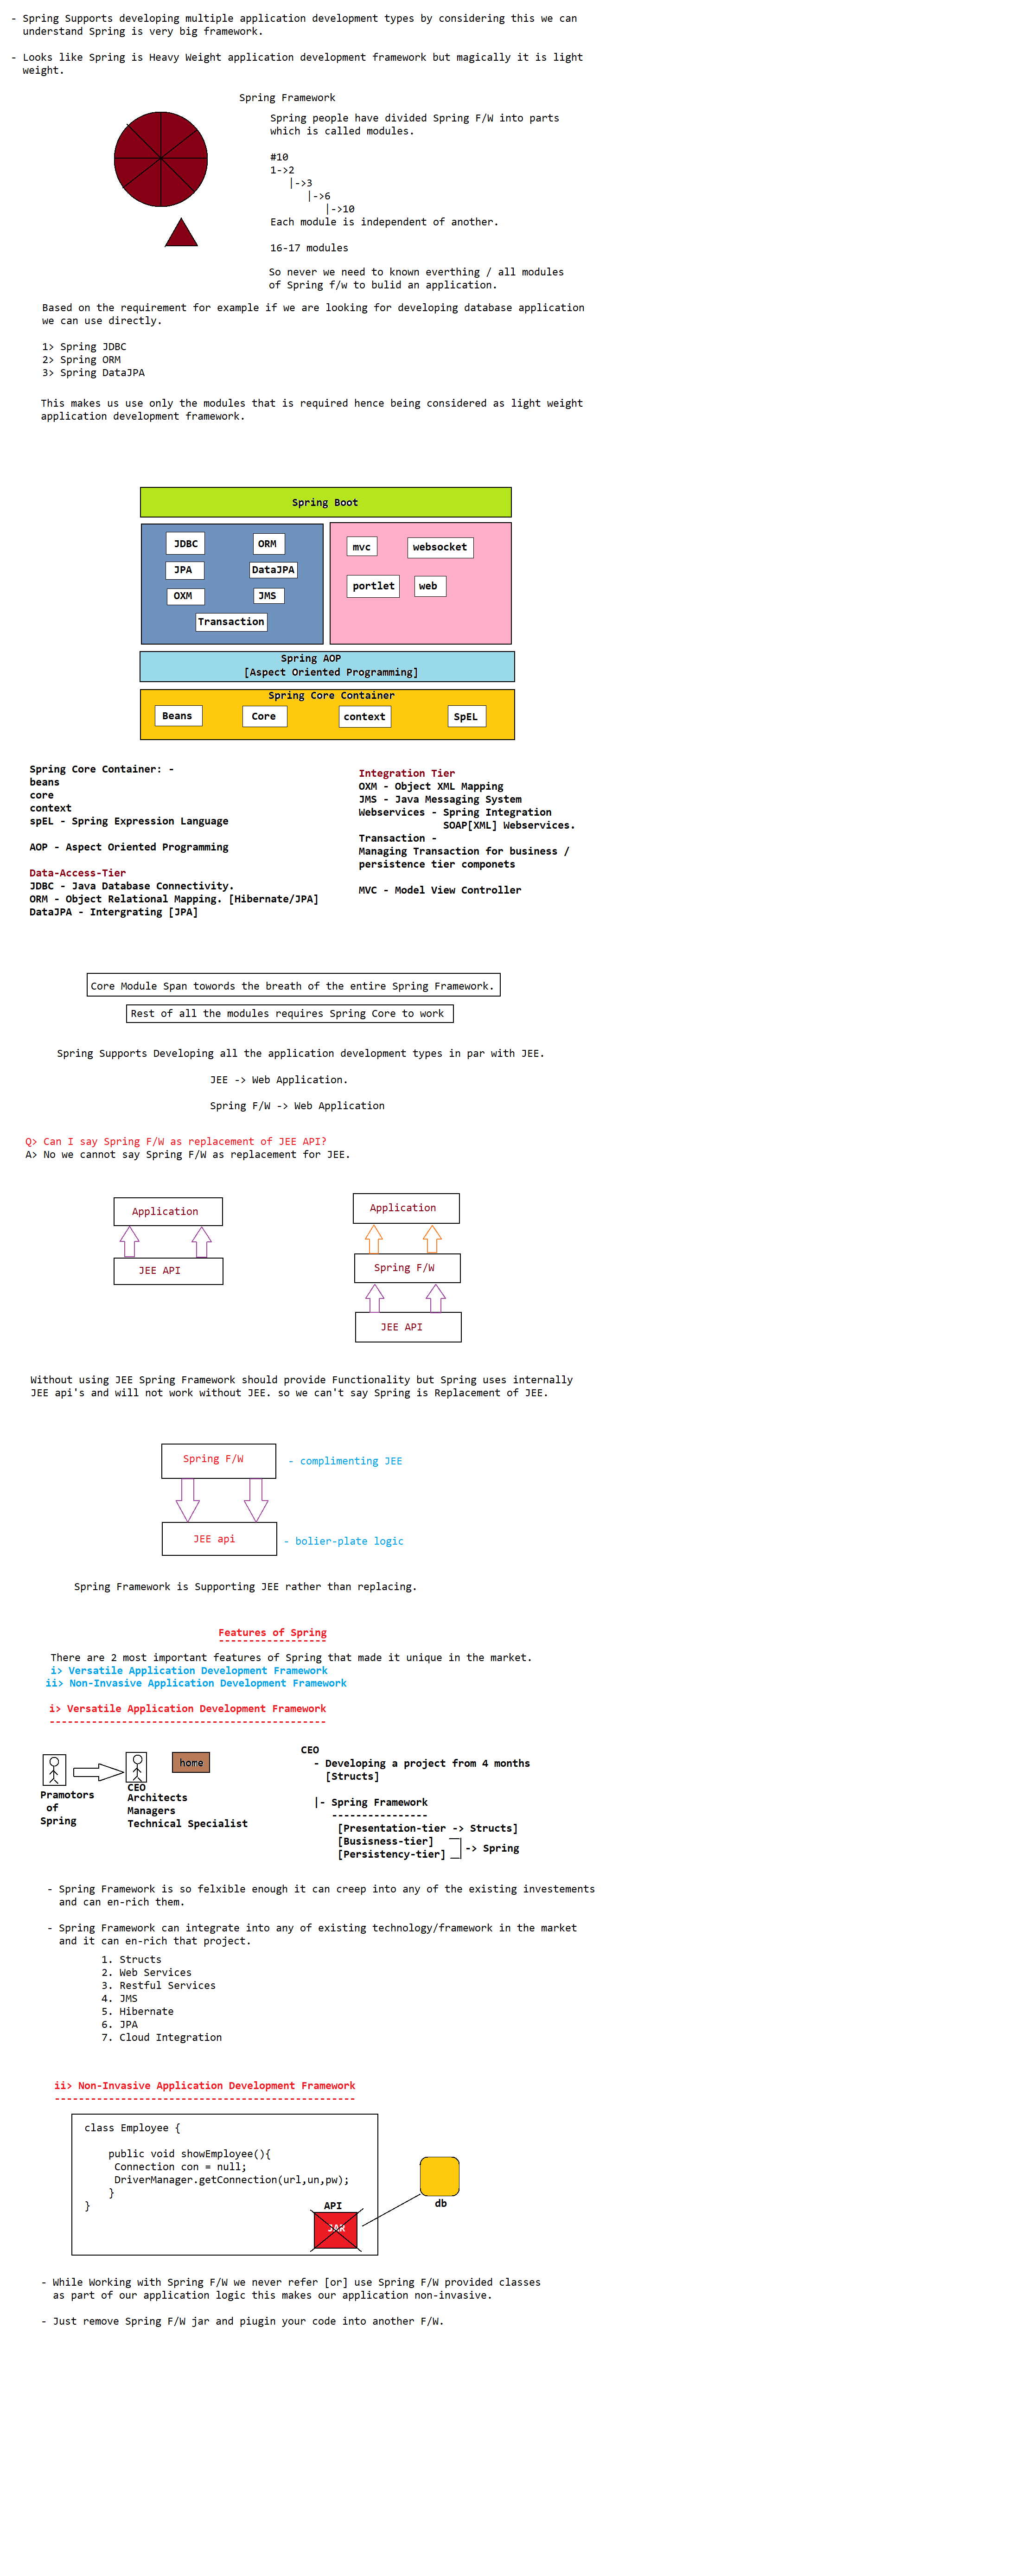 - Spring Supports developing multiple application development types by considering this we can
understand Spring is very big framework.
- Looks like Spring is Heavy Weight application development framework but magically it is light
weight.
Spring Framework
Spring people have divided Spring F/W into parts
which is called modules.
#10
1->2
|->3
|->6
|->10
Each module is independent of another.
16-17 modules
So never we need to known everthing / all modules
of Spring f/w to bulid an application.
Based on the requirement for example if we are looking for developing database application
we can use directly.
1> Spring JDBC
2> Spring ORM
3> Spring DataJPA
This makes us use only the modules that is required hence being considered as light weight
application development framework.
Spring Boot
JDBC
ORM
JPA
DataJPA
OXM
JMS
Transaction
mvc
websocket
portlet
web
Spring AOP
[Aspect Oriented Programming]
Spring Core Container
Beans
Core
context
SpEL
Spring Core Container: -
beans
core
context
spEL - Spring Expression Language
AOP - Aspect Oriented Programming
Data-Access-Tier
JDBC - Java Database Connectivity.
ORM - Object Relational Mapping. [Hibernate/JPA]
DataJPA - Intergrating [JPA]
Integration Tier
OXM - Object XML Mapping
JMS - Java Messaging System
Webservices - Spring Integration
SOAP[XML] Webservices.
Transaction -
Managing Transaction for business /
persistence tier componets
MVC - Model View Controller
Core Module Span towords the breath of the entire Spring Framework.
Rest of all the modules requires Spring Core to work
Spring Supports Developing all the application development types in par with JEE.
JEE -> Web Application.
Spring F/W -> Web Application
Q> Can I say Spring F/W as replacement of JEE API?
A> No we cannot say Spring F/W as replacement for JEE.
Application
JEE API
Application
Spring F/W
JEE API
Without using JEE Spring Framework should provide Functionality but Spring uses internally
JEE api's and will not work without JEE. so we can't say Spring is Replacement of JEE.
Spring F/W
- complimenting JEE
JEE api
- bolier-plate logic
Spring Framework is Supporting JEE rather than replacing.
Features of Spring
There are 2 most important features of Spring that made it unique in the market.
i> Versatile Application Development Framework
ii> Non-Invasive Application Development Framework
i> Versatile Application Development Framework
----------------------------------------------
home
Pramotors
of
Spring
CEO
Architects
Managers
Technical Specialist
CEO
- Developing a project from 4 months
[Structs]
|- Spring Framework
----------------
[Presentation-tier -> Structs]
[Busisness-tier]
-> Spring
[Persistency-tier]
- Spring Framework is so felxible enough it can creep into any of the existing investements
and can en-rich them.
- Spring Framework can integrate into any of existing technology/framework in the market
and it can en-rich that project.
1. Structs
2. Web Services
3. Restful Services
4. JMS
5. Hibernate
6. JPA
7. Cloud Integration
ii> Non-Invasive Application Development Framework
--------------------------------------------------
class Employee {
public void showEmployee(){
Connection con = null;
DriverManager.getConnection(url,un,pw);
}
}
API
JAR
db
- While Working with Spring F/W we never refer [or] use Spring F/W provided classes
as part of our application logic this makes our application non-invasive.
- Just remove Spring F/W jar and piugin your code into another F/W.